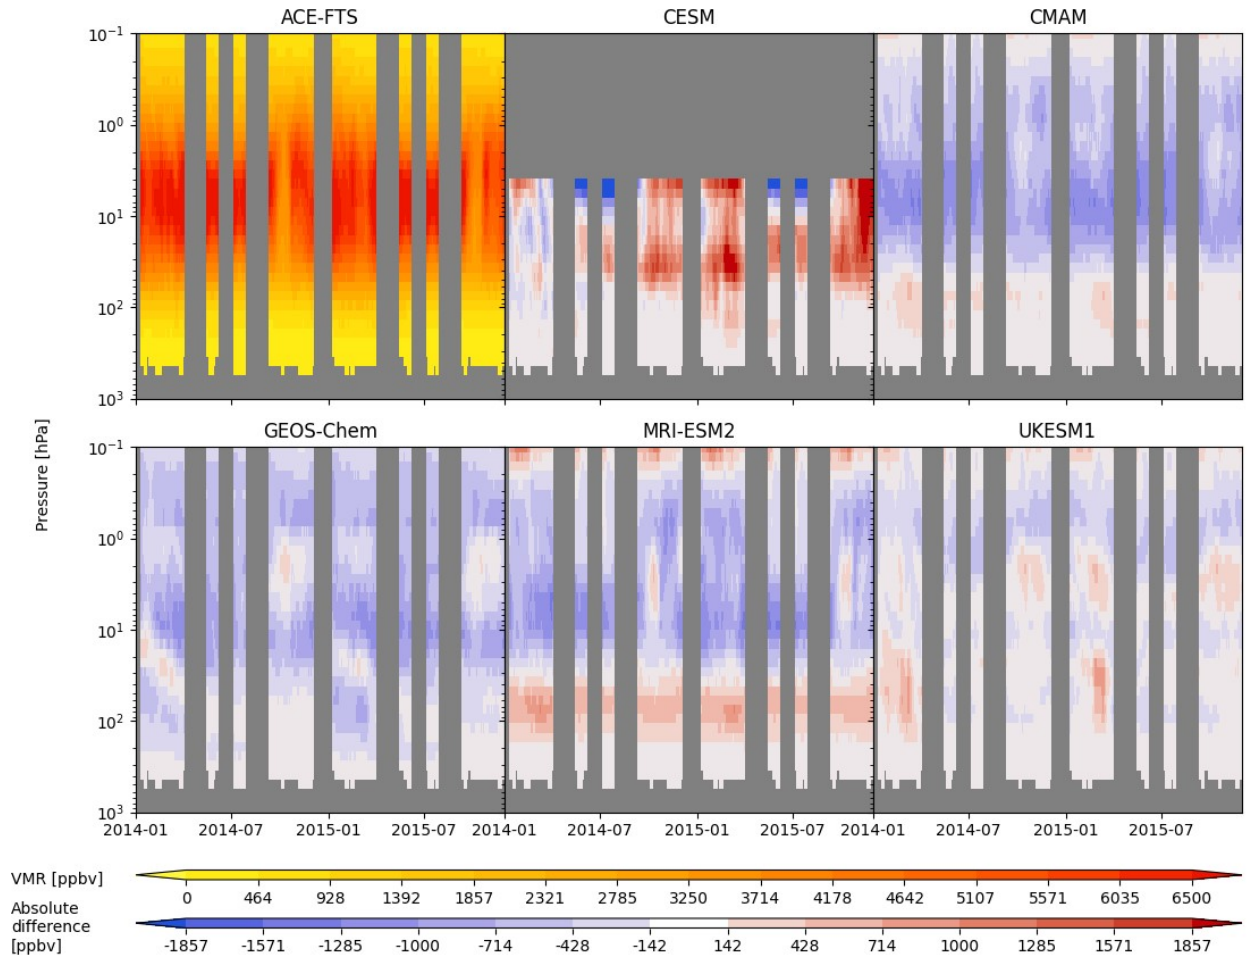 ACE-FTS CESM CMAM
10⁻¹
10⁰
10¹
10²
10³
GEOS-Chem MRI-ESM2 UKESM1
Pressure [hPa]
10⁻¹
10⁰
10¹
10²
10³
2014-01 2014-07 2015-01 2015-07 2014-01 2014-07 2015-01 2015-07 2014-01 2014-07 2015-01 2015-07
VMR [ppbv]
0 464 928 1392 1857 2321 2785 3250 3714 4178 4642 5107 5571 6035 6500
Absolute
difference
[ppbv]
-1857 -1571 -1285 -1000 -714 -428 -142 142 428 714 1000 1285 1571 1857